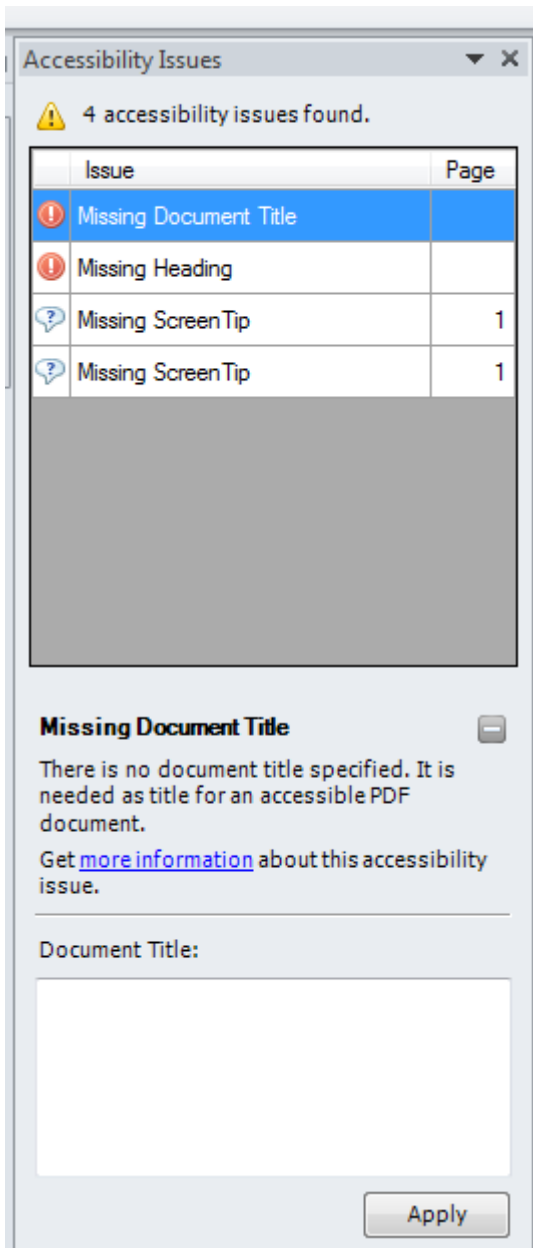 Accessibility Issues
4 accessibility issues found.
Issue Page
Missing Document Title
Missing Heading
Missing ScreenTip 1
Missing ScreenTip 1
Missing Document Title
There is no document title specified. It is
needed as title for an accessible PDF
document.
Get more information about this accessibility
issue.
Document Title:
Apply